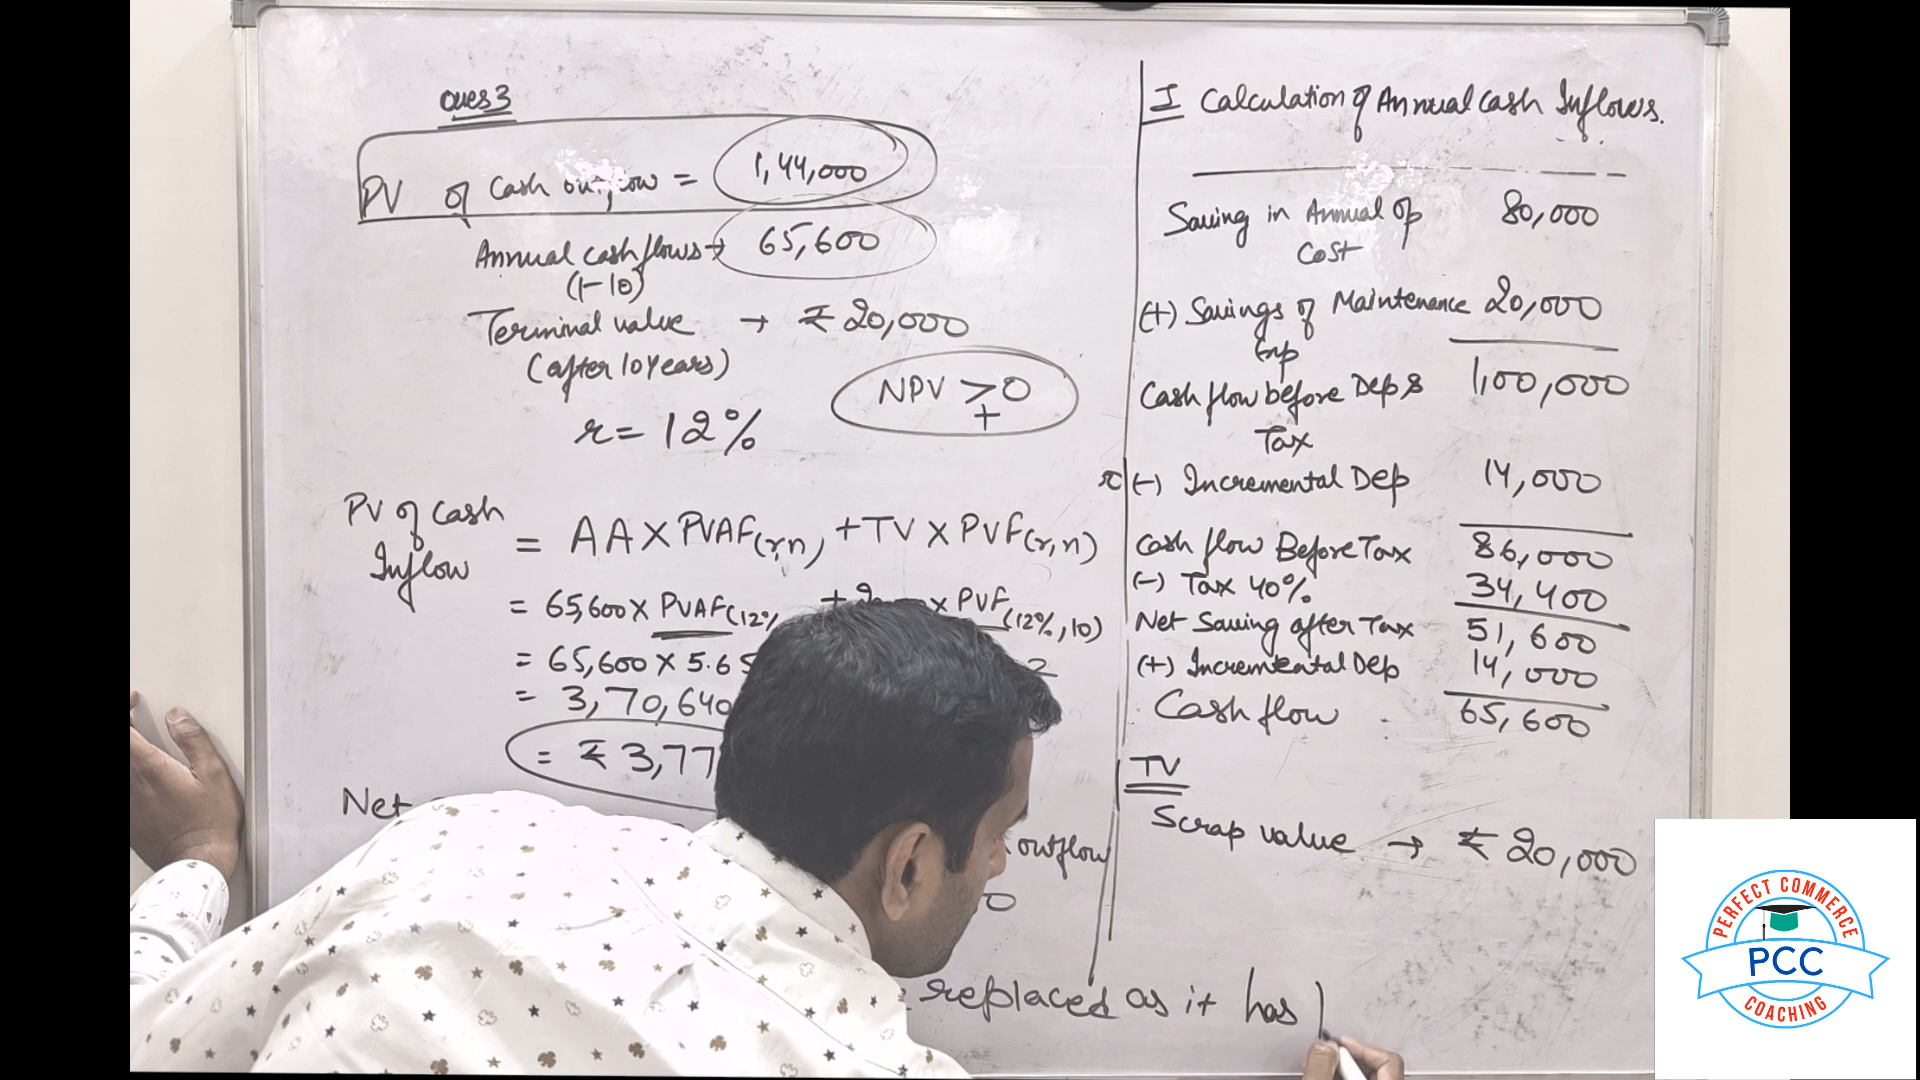 Ques 3
PV of Cash outflow = 1,44,000
Annual cash flows → 65,600
(1-10)
Terminal value → ₹ 20,000
(after 10 years)
NPV > 0
+
r = 12%
PV of Cash Inflow = AA X PVAF(r,n) + TV X PVF(r,n)
= 65,600 X PVAF(12% + 2 x PVF(12%,10)
= 65,600 X 5.65 2
= 3,70,640
= ₹ 3,77
Net
outflow
0
replaced as it has
I Calculation of Annual Cash Inflows.
Saving in Annual Op Cost 80,000
(+) Savings of Maintenance Exp 20,000
Cash flow before Dep & Tax 1,00,000
(-) Incremental Dep 14,000
Cash flow Before Tax 86,000
(-) Tax 40% 34,400
Net Saving after Tax 51,600
(+) Incremental Dep 14,000
Cash flow 65,600
TV
Scrap value → ₹ 20,000
PERFECT COMMERCE
PCC
COACHING